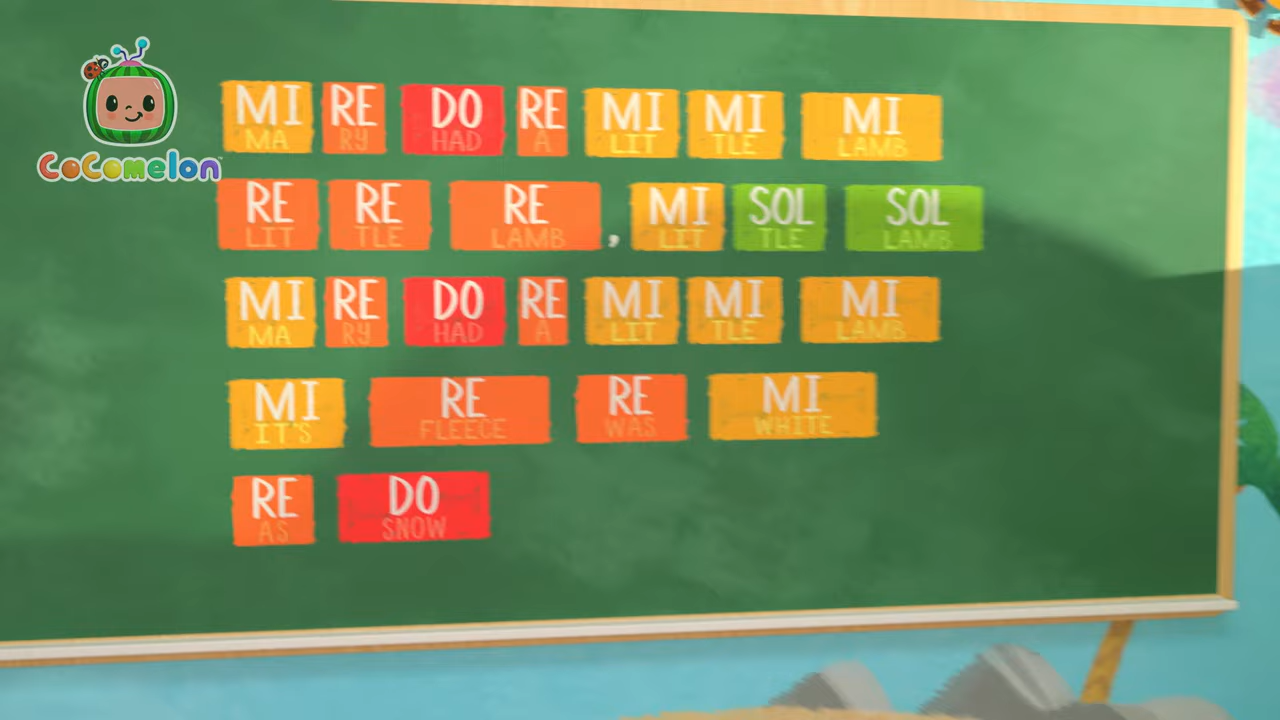 CoCoMelon™
MI RE DO RE MI MI MI
MA RY HAD A LIT TLE LAMB
RE RE RE , MI SOL SOL
LIT TLE LAMB LIT TLE LAMB
MI RE DO RE MI MI MI
MA RY HAD A LIT TLE LAMB
MI RE RE MI
IT'S FLEECE WAS WHITE
RE DO
AS SNOW